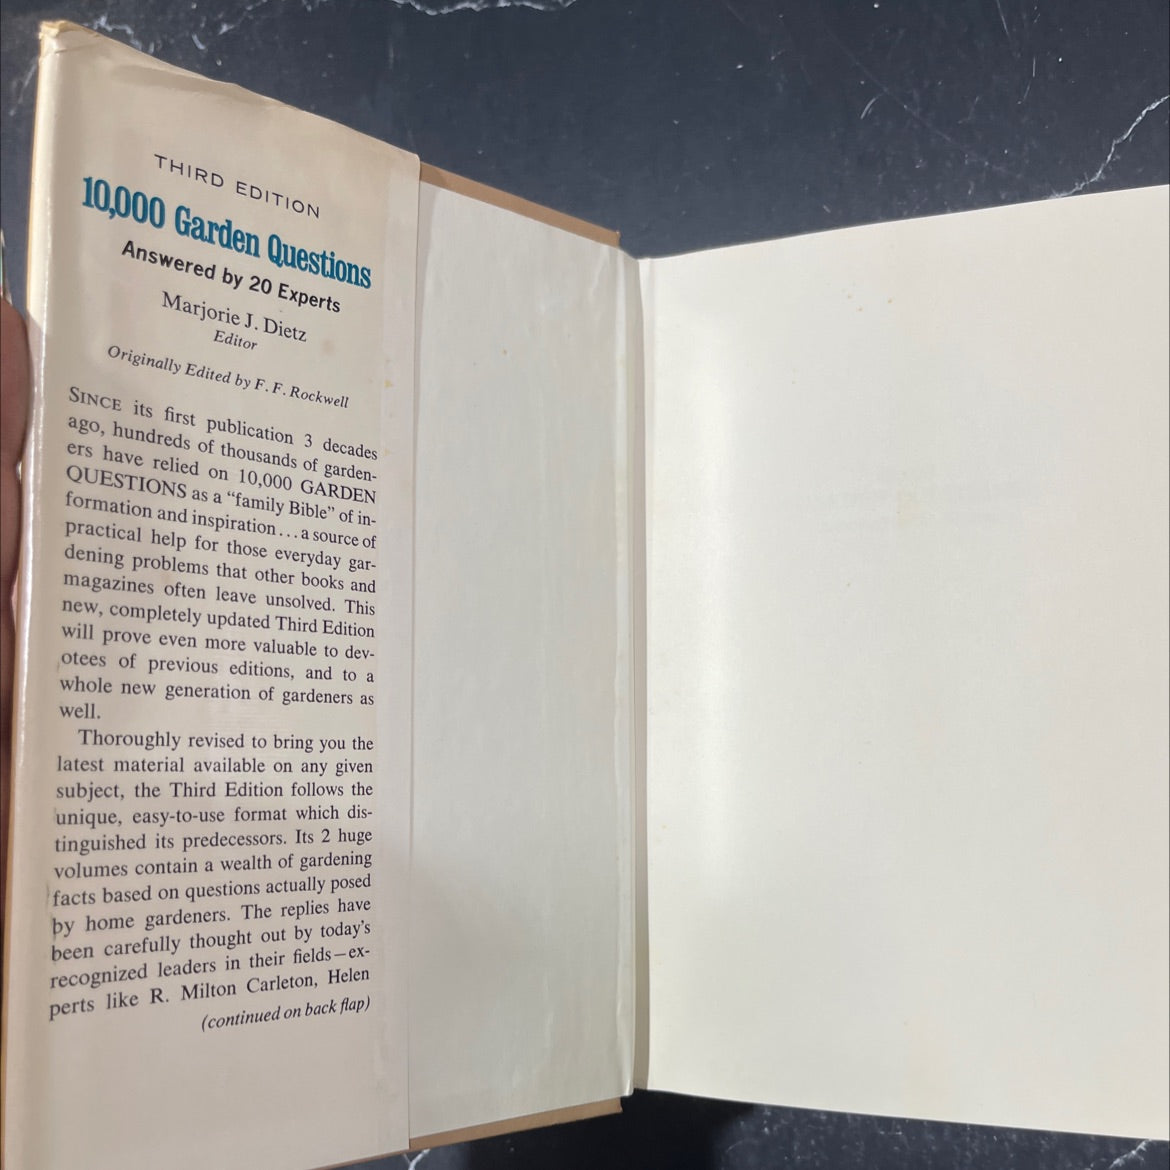 THIRD EDITION
10,000 Garden Questions
Answered by 20 Experts
Marjorie J. Dietz
Editor
Originally Edited by F. F. Rockwell
SINCE its first publication 3 decades
ago, hundreds of thousands of garden-
ers have relied on 10,000 GARDEN
QUESTIONS as a “family Bible” of in-
formation and inspiration...a source of
practical help for those everyday gar-
dening problems that other books and
magazines often leave unsolved. This
new, completely updated Third Edition
will prove even more valuable to dev-
otees of previous editions, and to a
whole new generation of gardeners as
well.
Thoroughly revised to bring you the
latest material available on any given
subject, the Third Edition follows the
unique, easy-to-use format which dis-
tinguished its predecessors. Its 2 huge
volumes contain a wealth of gardening
facts based on questions actually posed
by home gardeners. The replies have
been carefully thought out by today’s
recognized leaders in their fields—ex-
perts like R. Milton Carleton, Helen
(continued on back flap)